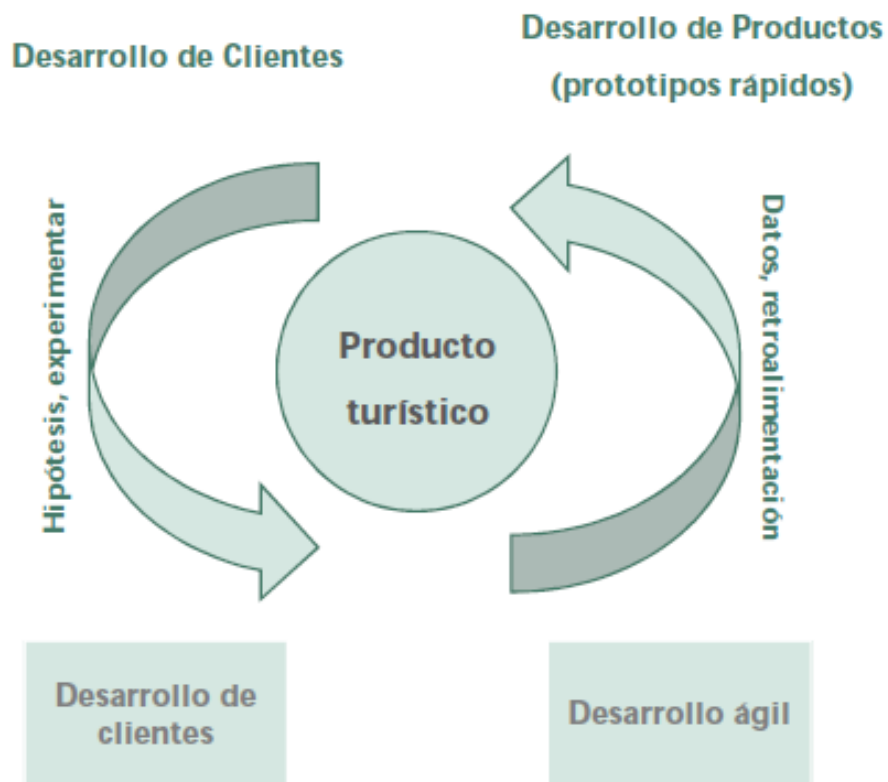 Desarrollo de Clientes
Desarrollo de Productos
(prototipos rápidos)
Hipótesis, experimentar
Producto
turístico
Datos, retroalimentación
Desarrollo de
clientes
Desarrollo ágil